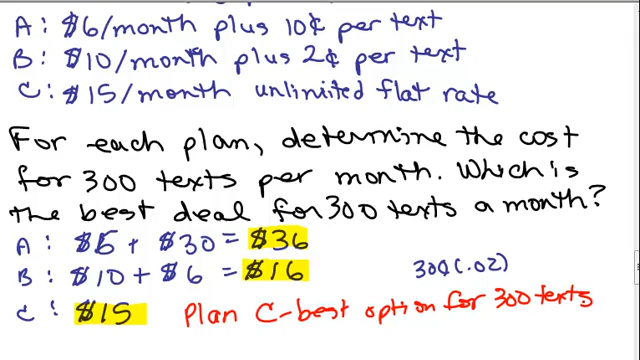 A: $6/month plus 10¢ per text
B: $10/month plus 2¢ per text
C: $15/month unlimited flat rate
For each plan, determine the cost
for 300 texts per month. Which is
the best deal for 300 texts a month?
A: $6 + $30 = $36
B: $10 + $6 = $16
300(.02)
C: $15 Plan C-best option for 300 texts